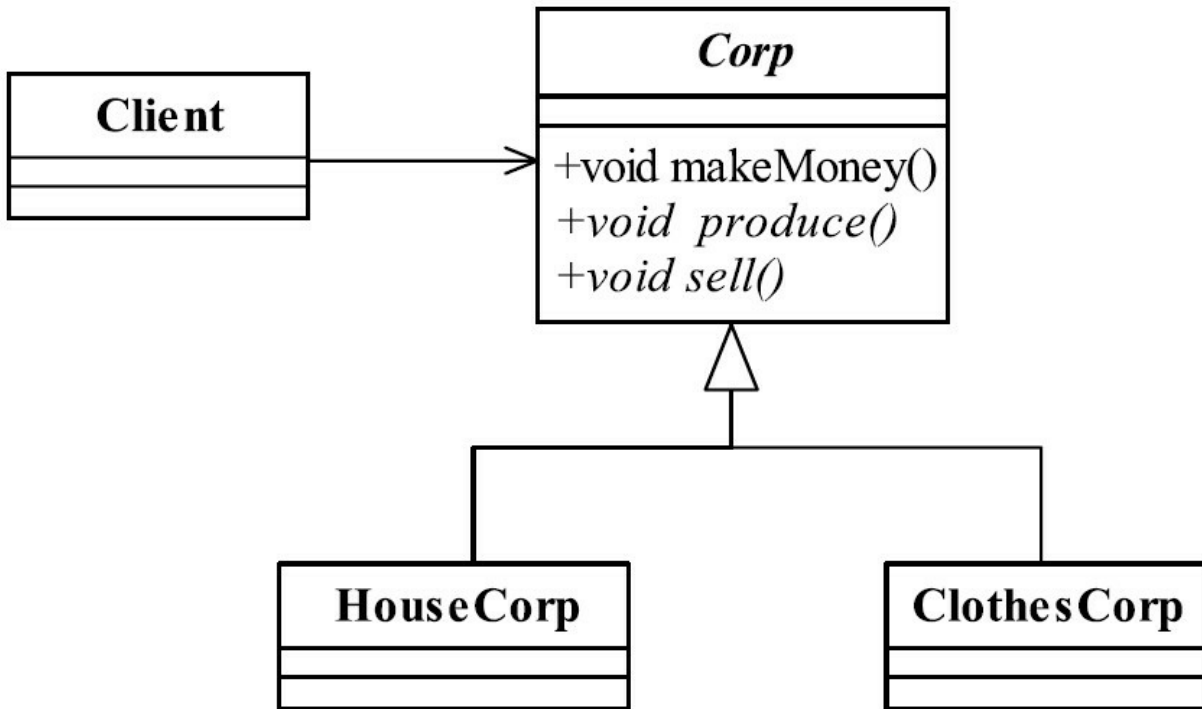 Corp
Client
+void makeMoney()
+void produce()
+void sell()
HouseCorp
ClothesCorp